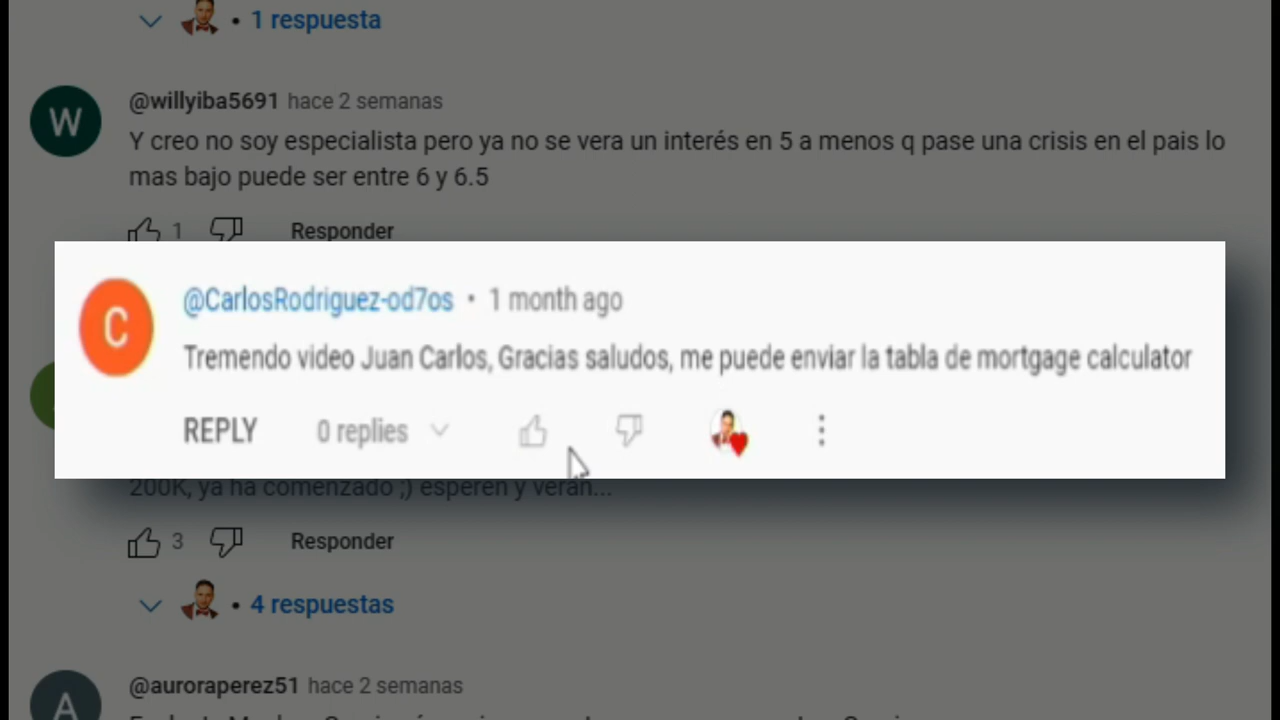 • 1 respuesta
W
@willyiba5691 hace 2 semanas
Y creo no soy especialista pero ya no se vera un interés en 5 a menos q pase una crisis en el pais lo
mas bajo puede ser entre 6 y 6.5
1 Responder
C
@CarlosRodriguez-od7os • 1 month ago
Tremendo video Juan Carlos, Gracias saludos, me puede enviar la tabla de mortgage calculator
REPLY 0 replies
200K, ya ha comenzado ;) esperen y verán...
3 Responder
• 4 respuestas
A
@auroraperez51 hace 2 semanas